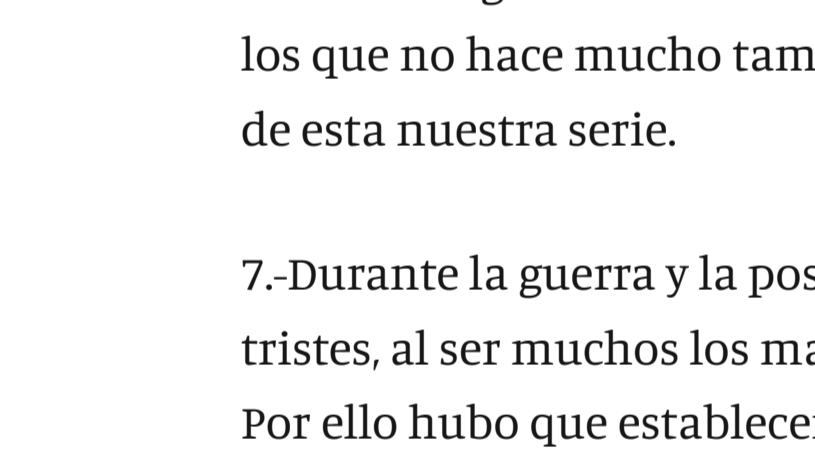 los que no hace mucho tam
de esta nuestra serie.
7.-Durante la guerra y la pos
tristes, al ser muchos los ma
Por ello hubo que establece